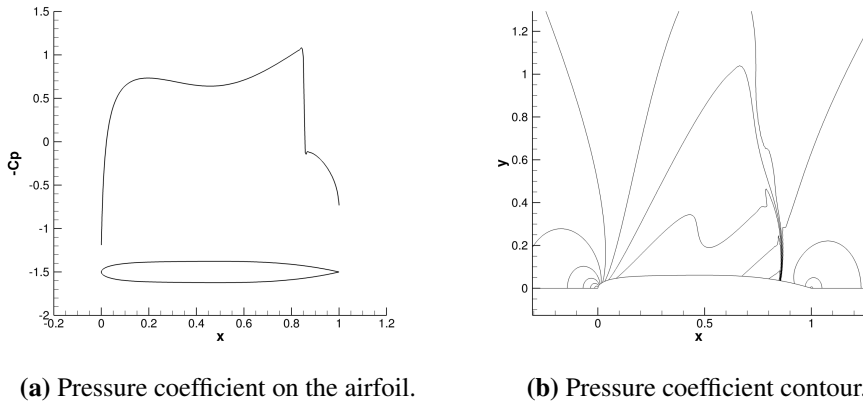 1.5
1
0.5
0
-0.5
-1
-1.5
-2
-Cp
-0.2 0 0.2 0.4 0.6 0.8 1 1.2
x
1.2
1
0.8
0.6
0.4
0.2
0
y
0 0.5 1
x
(a) Pressure coefficient on the airfoil.
(b) Pressure coefficient contour.